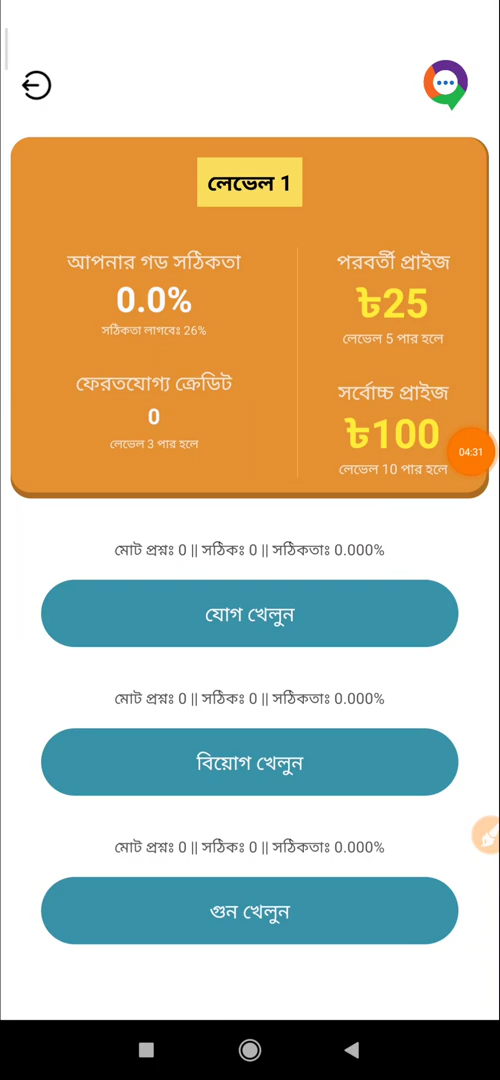 লেভেল 1
আপনার গড সঠিকতা
0.0%
সঠিকতা লাগবেঃ 26%
ফেরতযোগ্য ক্রেডিট
0
লেভেল 3 পার হলে
পরবর্তী প্রাইজ
৳25
লেভেল 5 পার হলে
সর্বোচ্চ প্রাইজ
৳100
লেভেল 10 পার হলে
04:31
মোট প্রশ্নঃ 0 || সঠিকঃ 0 || সঠিকতাঃ 0.000%
যোগ খেলুন
মোট প্রশ্নঃ 0 || সঠিকঃ 0 || সঠিকতাঃ 0.000%
বিয়োগ খেলুন
মোট প্রশ্নঃ 0 || সঠিকঃ 0 || সঠিকতাঃ 0.000%
গুন খেলুন